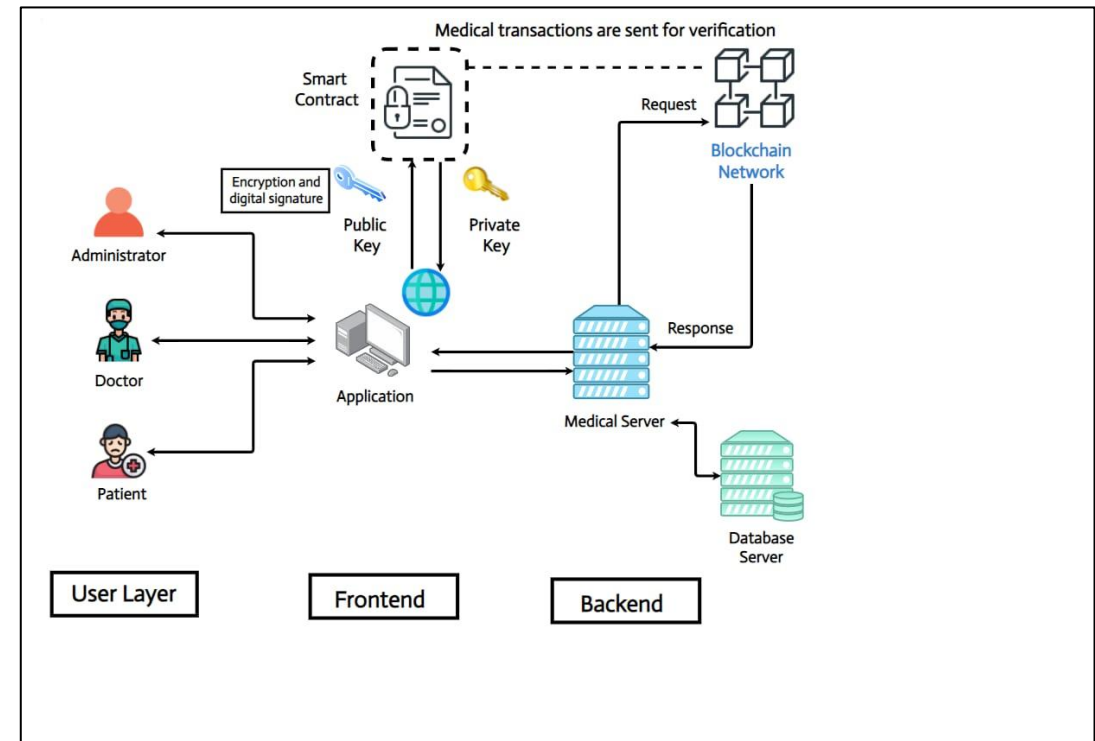 Medical transactions are sent for verification
Smart
Contract
Request
Blockchain
Network
Encryption and
digital signature
Public
Key
Private
Key
Administrator
Doctor
Application
Response
Medical Server
Patient
Database
Server
User Layer
Frontend
Backend